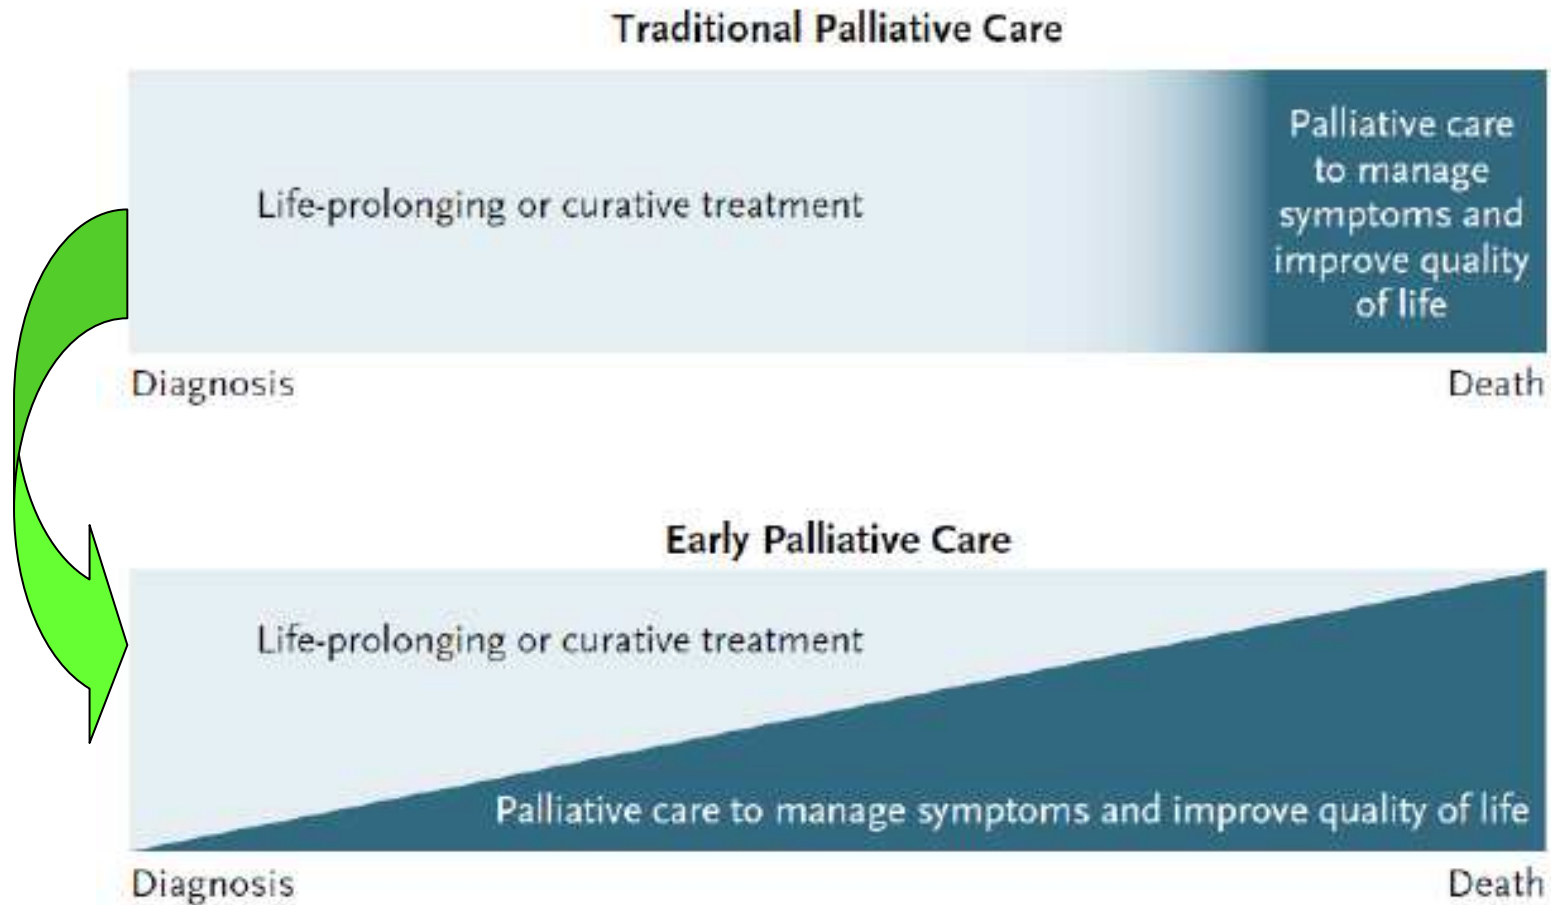 Traditional Palliative Care
Life-prolonging or curative treatment
Palliative care
to manage
symptoms and
improve quality
of life
Diagnosis
Death
Early Palliative Care
Life-prolonging or curative treatment
Palliative care to manage symptoms and improve quality of life
Diagnosis
Death